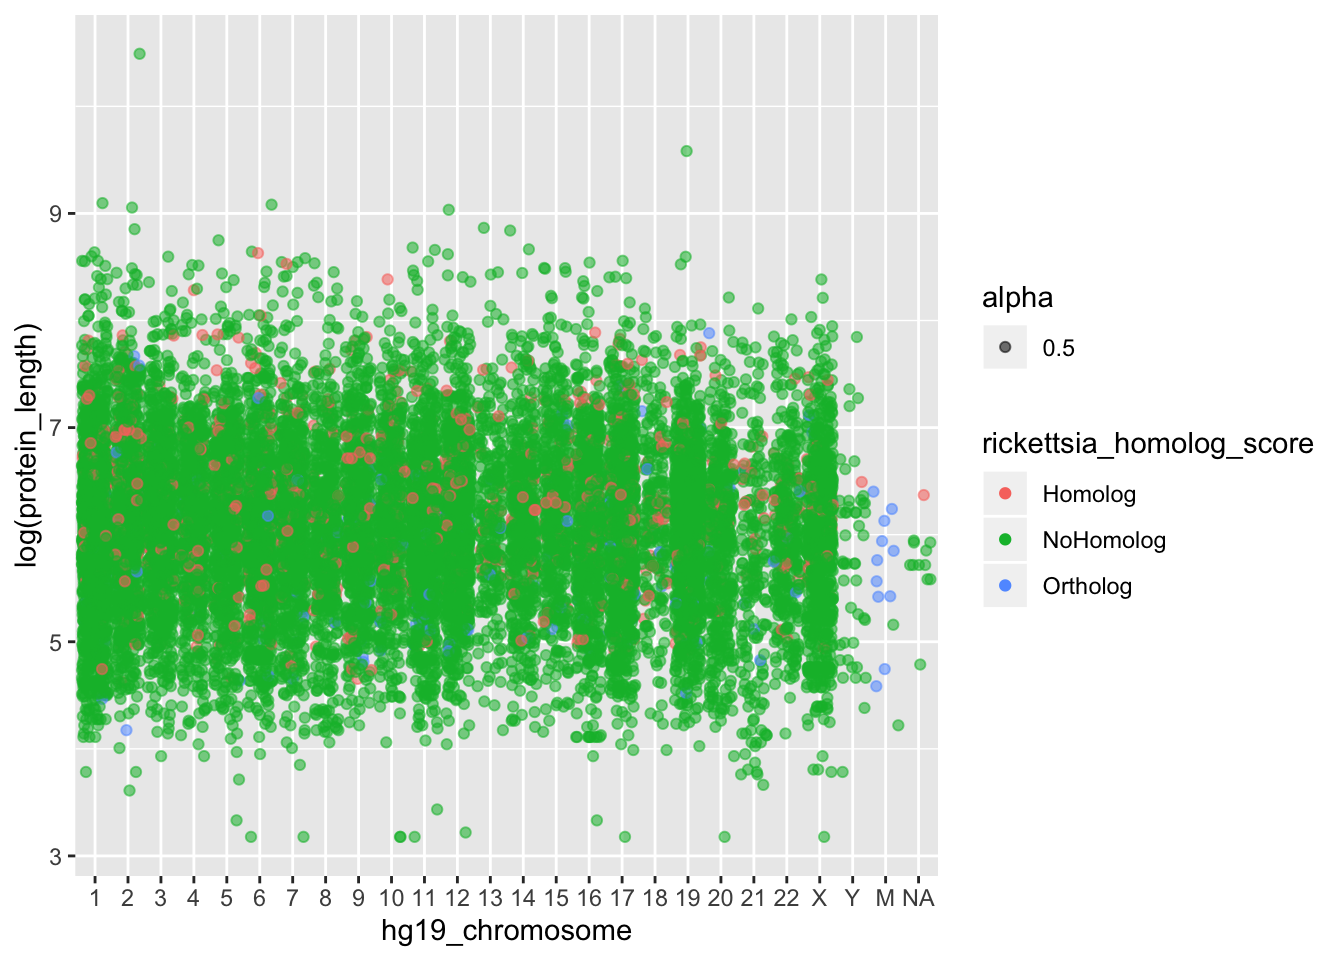 log(protein_length)
9
7
5
3
1 2 3 4 5 6 7 8 9 10 11 12 13 14 15 16 17 18 19 20 21 22 X Y M NA
hg19_chromosome
alpha
0.5
rickettsia_homolog_score
Homolog
NoHomolog
Ortholog